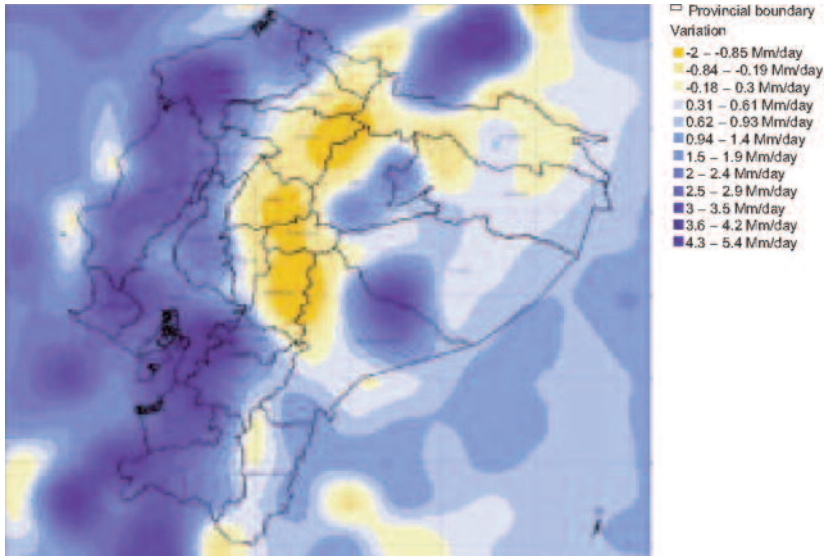 Provincial boundary
Variation
-2 – -0.85 Mm/day
-0.84 – -0.19 Mm/day
-0.18 – 0.3 Mm/day
0.31 – 0.61 Mm/day
0.62 – 0.93 Mm/day
0.94 – 1.4 Mm/day
1.5 – 1.9 Mm/day
2 – 2.4 Mm/day
2.5 – 2.9 Mm/day
3 – 3.5 Mm/day
3.6 – 4.2 Mm/day
4.3 – 5.4 Mm/day